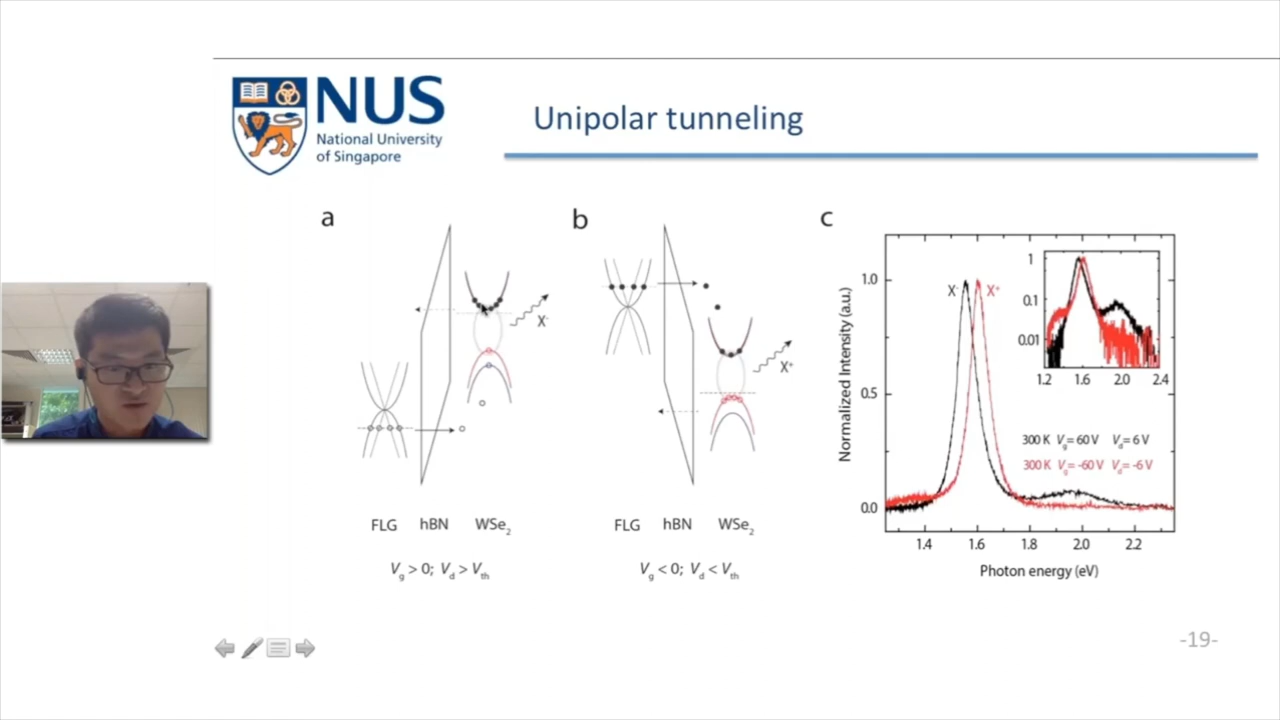 NUS
National University
of Singapore
Unipolar tunneling
a
X⁻
FLG
hBN
WSe₂
V_g > 0; V_d > V_th
b
X⁺
FLG
hBN
WSe₂
V_g < 0; V_d < V_th
c
Normalized Intensity (a.u.)
1.0
0.5
0.0
X⁻
X⁺
1
0.1
0.01
1.2 1.6 2.0 2.4
300 K V_g = 60 V V_d = 6 V
300 K V_g = -60 V V_d = -6 V
1.4 1.6 1.8 2.0 2.2
Photon energy (eV)
-19-